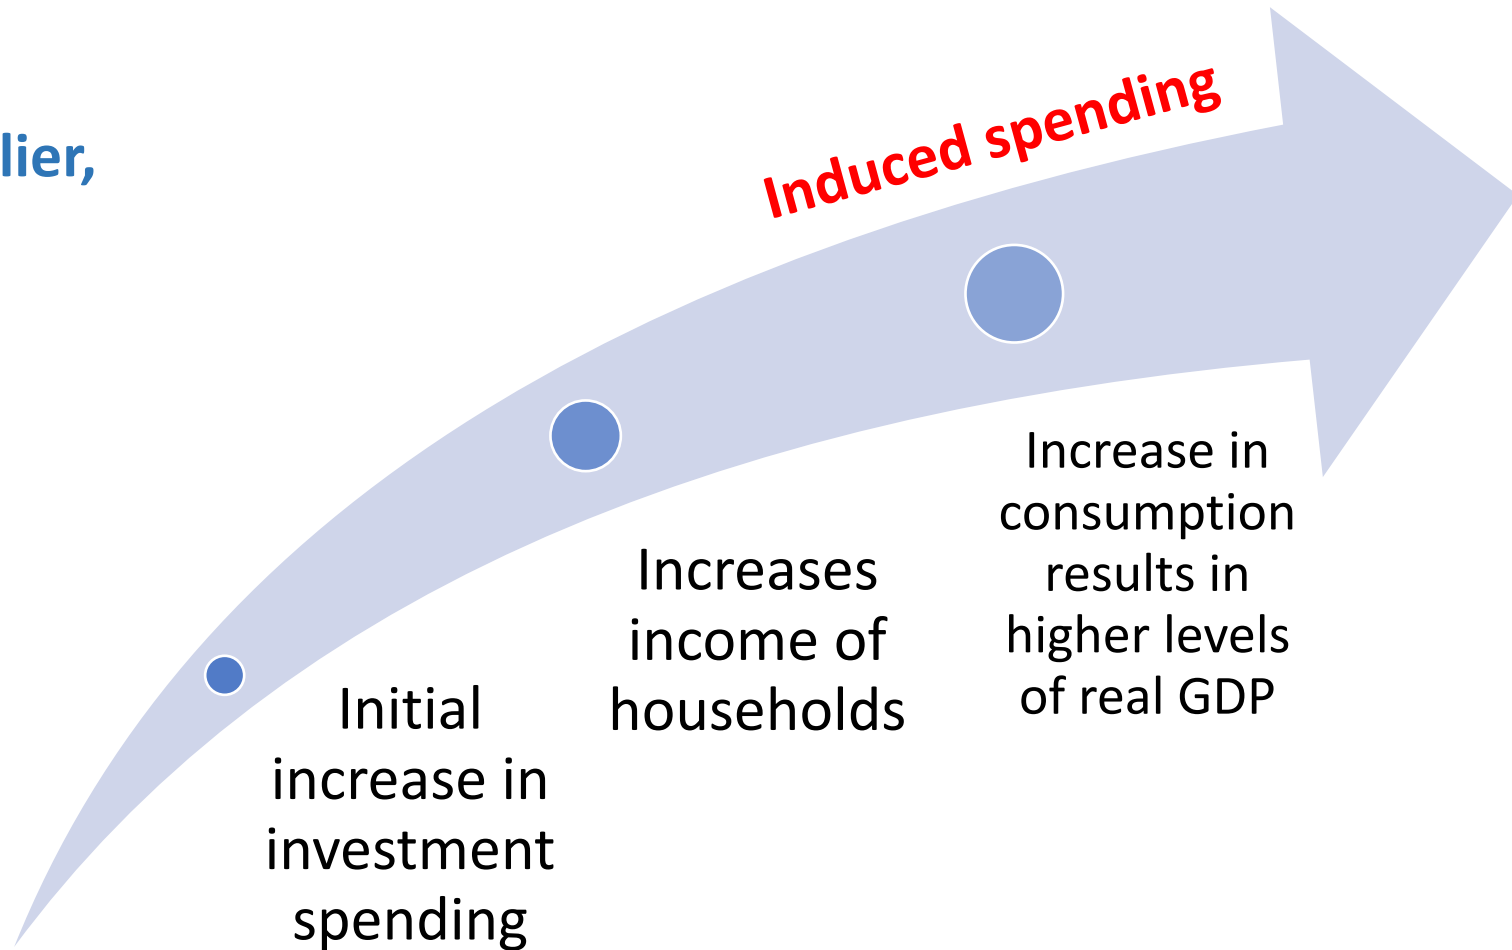 lier,
Induced spending
Initial
increase in
investment
spending
Increases
income of
households
Increase in
consumption
results in
higher levels
of real GDP